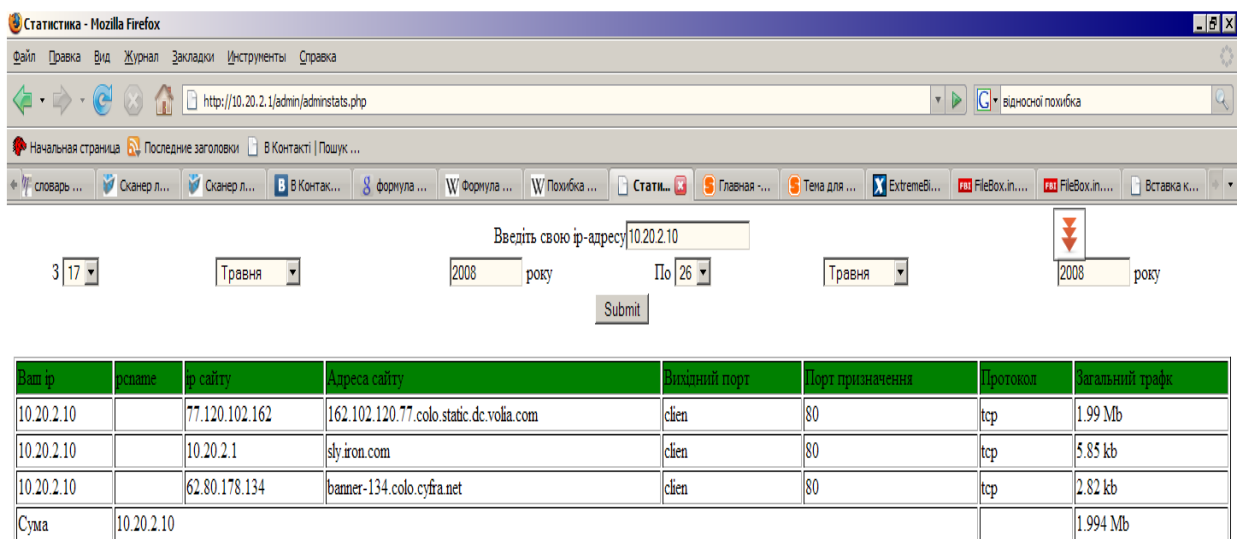 Статистика - Mozilla Firefox
Файл Правка Вид Журнал Закладки Инструменты Справка
http://10.20.2.1/admin/adminstats.php G відносної похибка
Начальная страница Последние заголовки В Контакті | Пошук ...
словарь ... Сканер л... Сканер л... В В Контак... формула ... W Формула ... W Похибка ... Стати... Главная -... Тема для ... ExtremeBi... FBI FileBox.in.... FBI FileBox.in.... Вставка к...
Введіть свою ір-адресу 10.20.2.10
З 17 Травня 2008 року По 26 Травня 2008 року
Submit
Ваш ір pcname ір сайту Адреса сайту Вихідний порт Порт призначення Протокол Загальний трафк
10.20.2.10 77.120.102.162 162.102.120.77.colo.static.dc.volia.com clien 80 tcp 1.99 Mb
10.20.2.10 10.20.2.1 sly.iron.com clien 80 tcp 5.85 kb
10.20.2.10 62.80.178.134 banner-134.colo.cyfra.net clien 80 tcp 2.82 kb
Сума 10.20.2.10 1.994 Mb